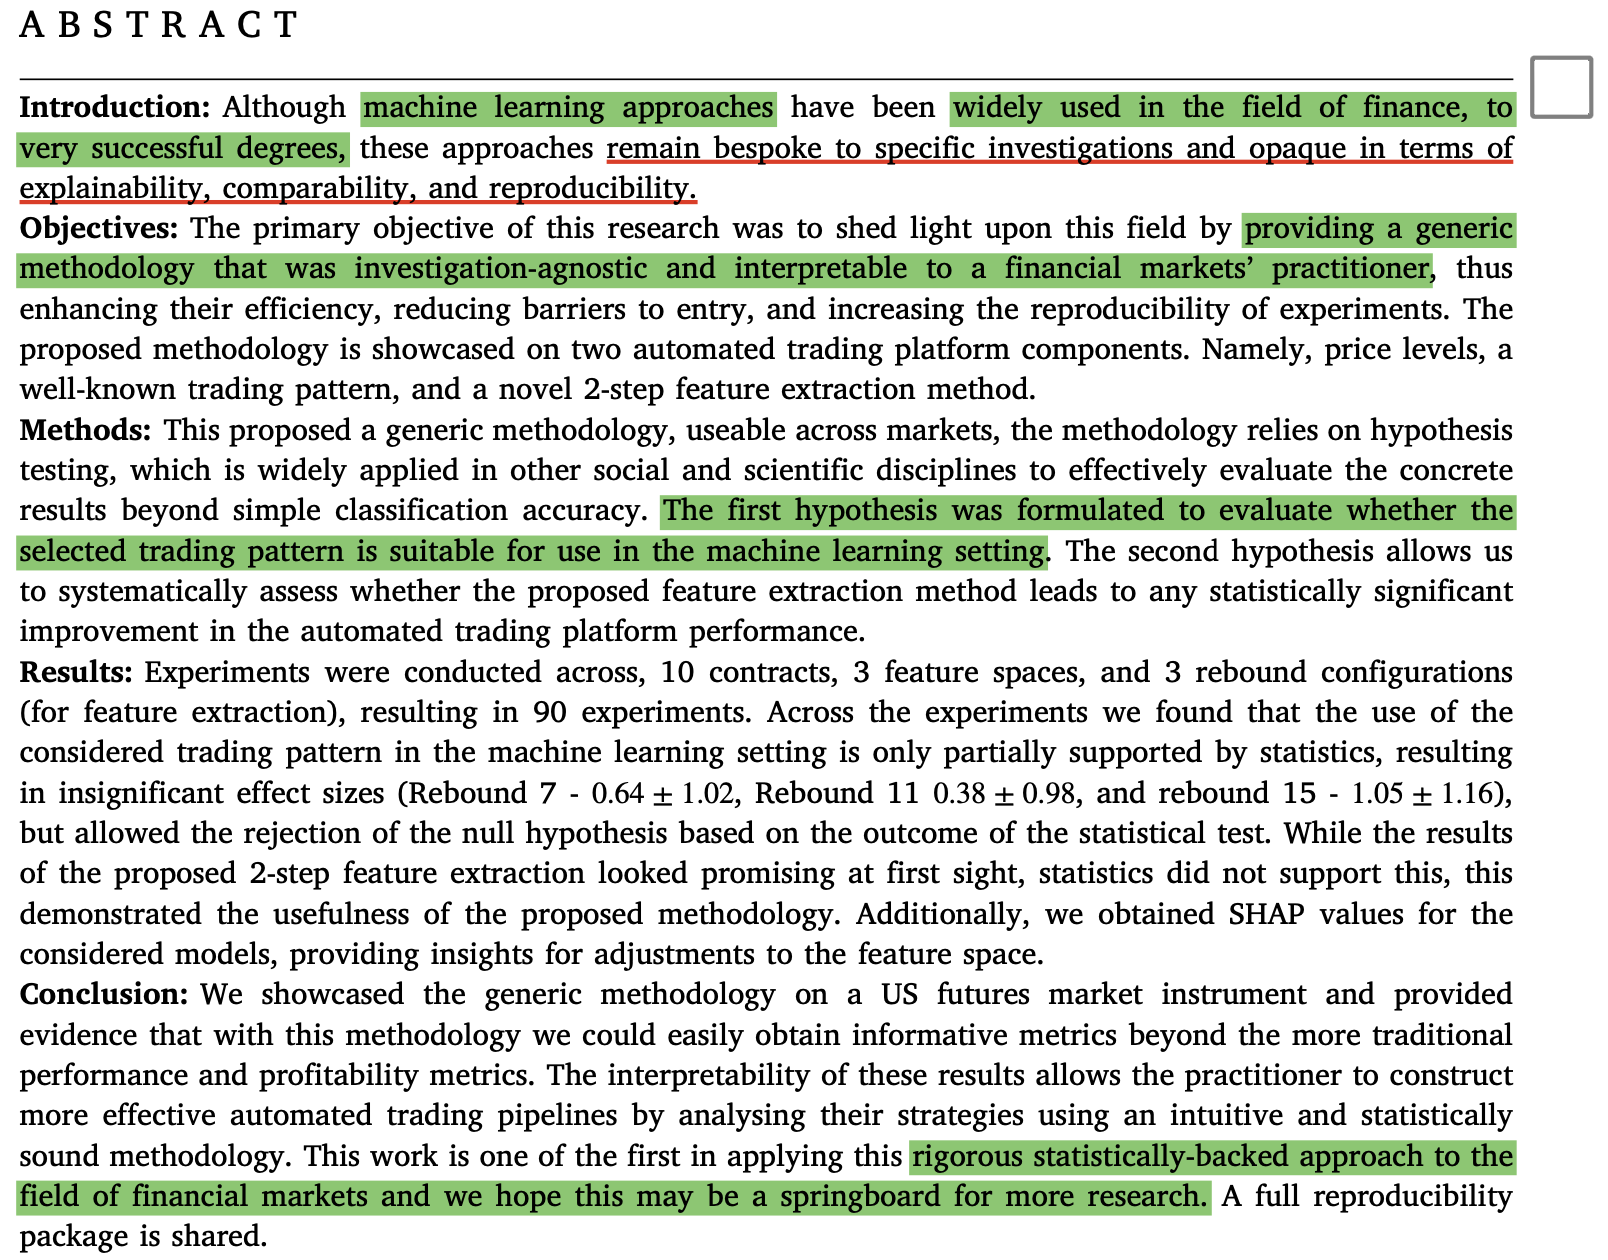 ABSTRACT
Introduction: Although machine learning approaches have been widely used in the field of finance, to
very successful degrees, these approaches remain bespoke to specific investigations and opaque in terms of
explainability, comparability, and reproducibility.
Objectives: The primary objective of this research was to shed light upon this field by providing a generic
methodology that was investigation-agnostic and interpretable to a financial markets’ practitioner, thus
enhancing their efficiency, reducing barriers to entry, and increasing the reproducibility of experiments. The
proposed methodology is showcased on two automated trading platform components. Namely, price levels, a
well-known trading pattern, and a novel 2-step feature extraction method.
Methods: This proposed a generic methodology, useable across markets, the methodology relies on hypothesis
testing, which is widely applied in other social and scientific disciplines to effectively evaluate the concrete
results beyond simple classification accuracy. The first hypothesis was formulated to evaluate whether the
selected trading pattern is suitable for use in the machine learning setting. The second hypothesis allows us
to systematically assess whether the proposed feature extraction method leads to any statistically significant
improvement in the automated trading platform performance.
Results: Experiments were conducted across, 10 contracts, 3 feature spaces, and 3 rebound configurations
(for feature extraction), resulting in 90 experiments. Across the experiments we found that the use of the
considered trading pattern in the machine learning setting is only partially supported by statistics, resulting
in insignificant effect sizes (Rebound 7 - 0.64 ± 1.02, Rebound 11 0.38 ± 0.98, and rebound 15 - 1.05 ± 1.16),
but allowed the rejection of the null hypothesis based on the outcome of the statistical test. While the results
of the proposed 2-step feature extraction looked promising at first sight, statistics did not support this, this
demonstrated the usefulness of the proposed methodology. Additionally, we obtained SHAP values for the
considered models, providing insights for adjustments to the feature space.
Conclusion: We showcased the generic methodology on a US futures market instrument and provided
evidence that with this methodology we could easily obtain informative metrics beyond the more traditional
performance and profitability metrics. The interpretability of these results allows the practitioner to construct
more effective automated trading pipelines by analysing their strategies using an intuitive and statistically
sound methodology. This work is one of the first in applying this rigorous statistically-backed approach to the
field of financial markets and we hope this may be a springboard for more research. A full reproducibility
package is shared.